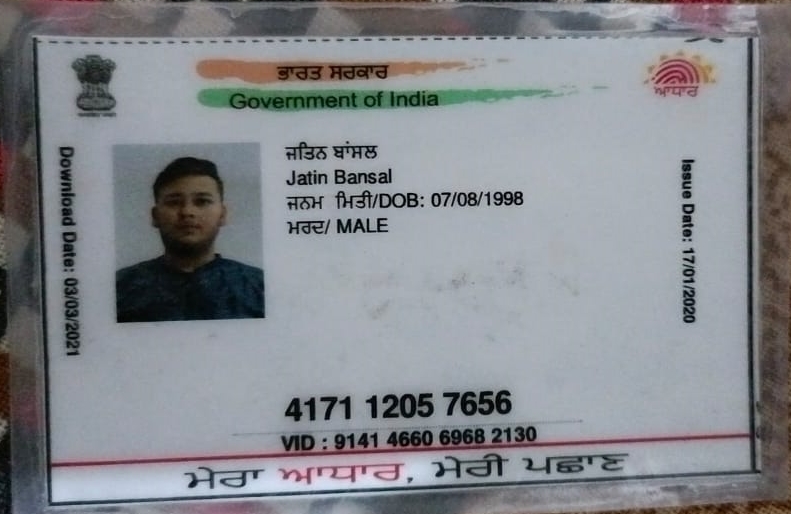 ਭਾਰਤ ਸਰਕਾਰ
Government of India
ਆਧਾਰ
ਜਤਿਨ ਬਾਂਸਲ
Jatin Bansal
ਜਨਮ ਮਿਤੀ/DOB: 07/08/1998
ਮਰਦ/ MALE
Download Date: 03/03/2021
Issue Date: 17/01/2020
4171 1205 7656
VID : 9141 4660 6968 2130
ਮੇਰਾ ਆਧਾਰ, ਮੇਰੀ ਪਛਾਣ